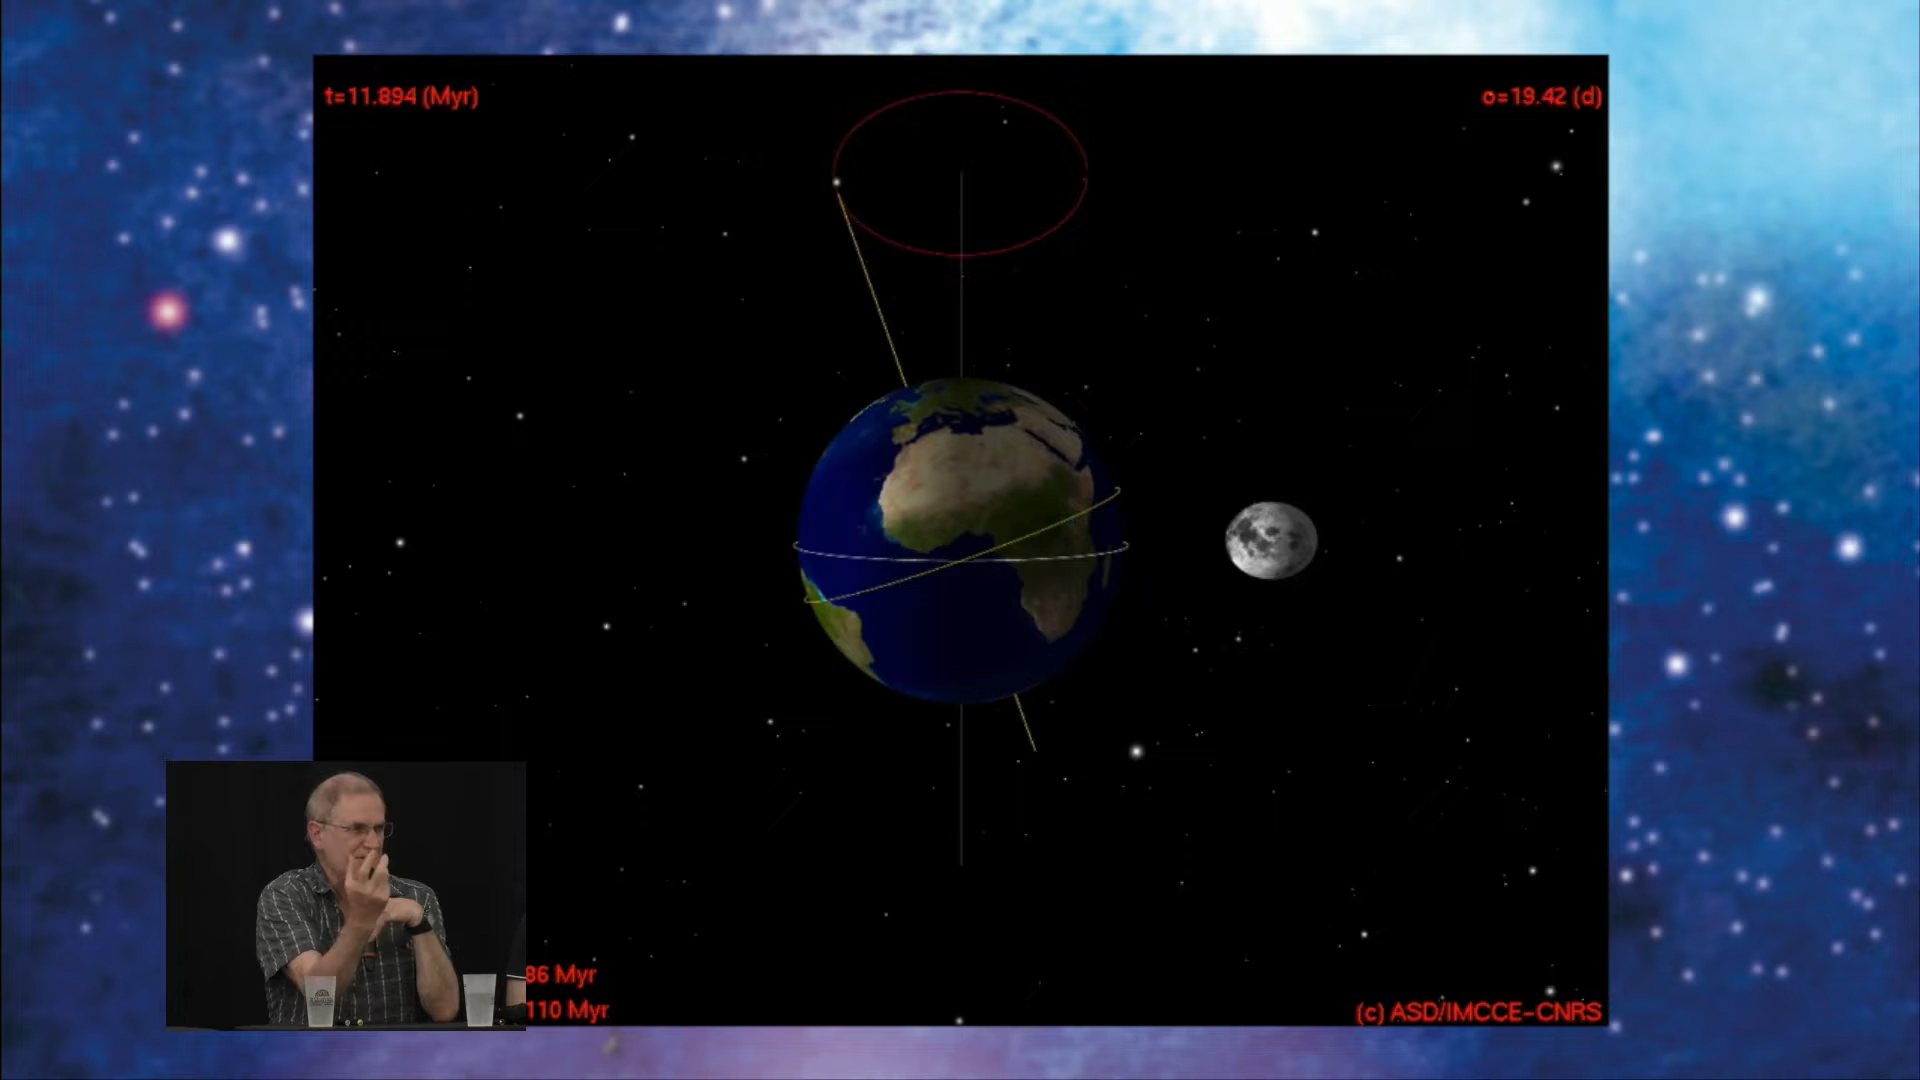 t=11.894 (Myr)
o=19.42 (d)
86 Myr
110 Myr
(c) ASD/IMCCE-CNRS